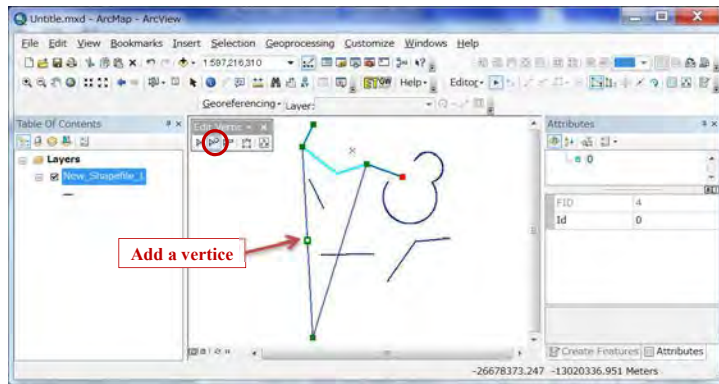 Untitle.mxd - ArcMap - ArcView
File Edit View Bookmarks Insert Selection Geoprocessing Customize Windows Help
1:597,216,310
Help Editor
Georeferencing Layer:
Table Of Contents
Edit Vertic
Attributes
Layers
New_Shapefile_1
0
FID 4
Id 0
Add a vertice
Create Features Attributes
-26678373.247 -13020336.951 Meters